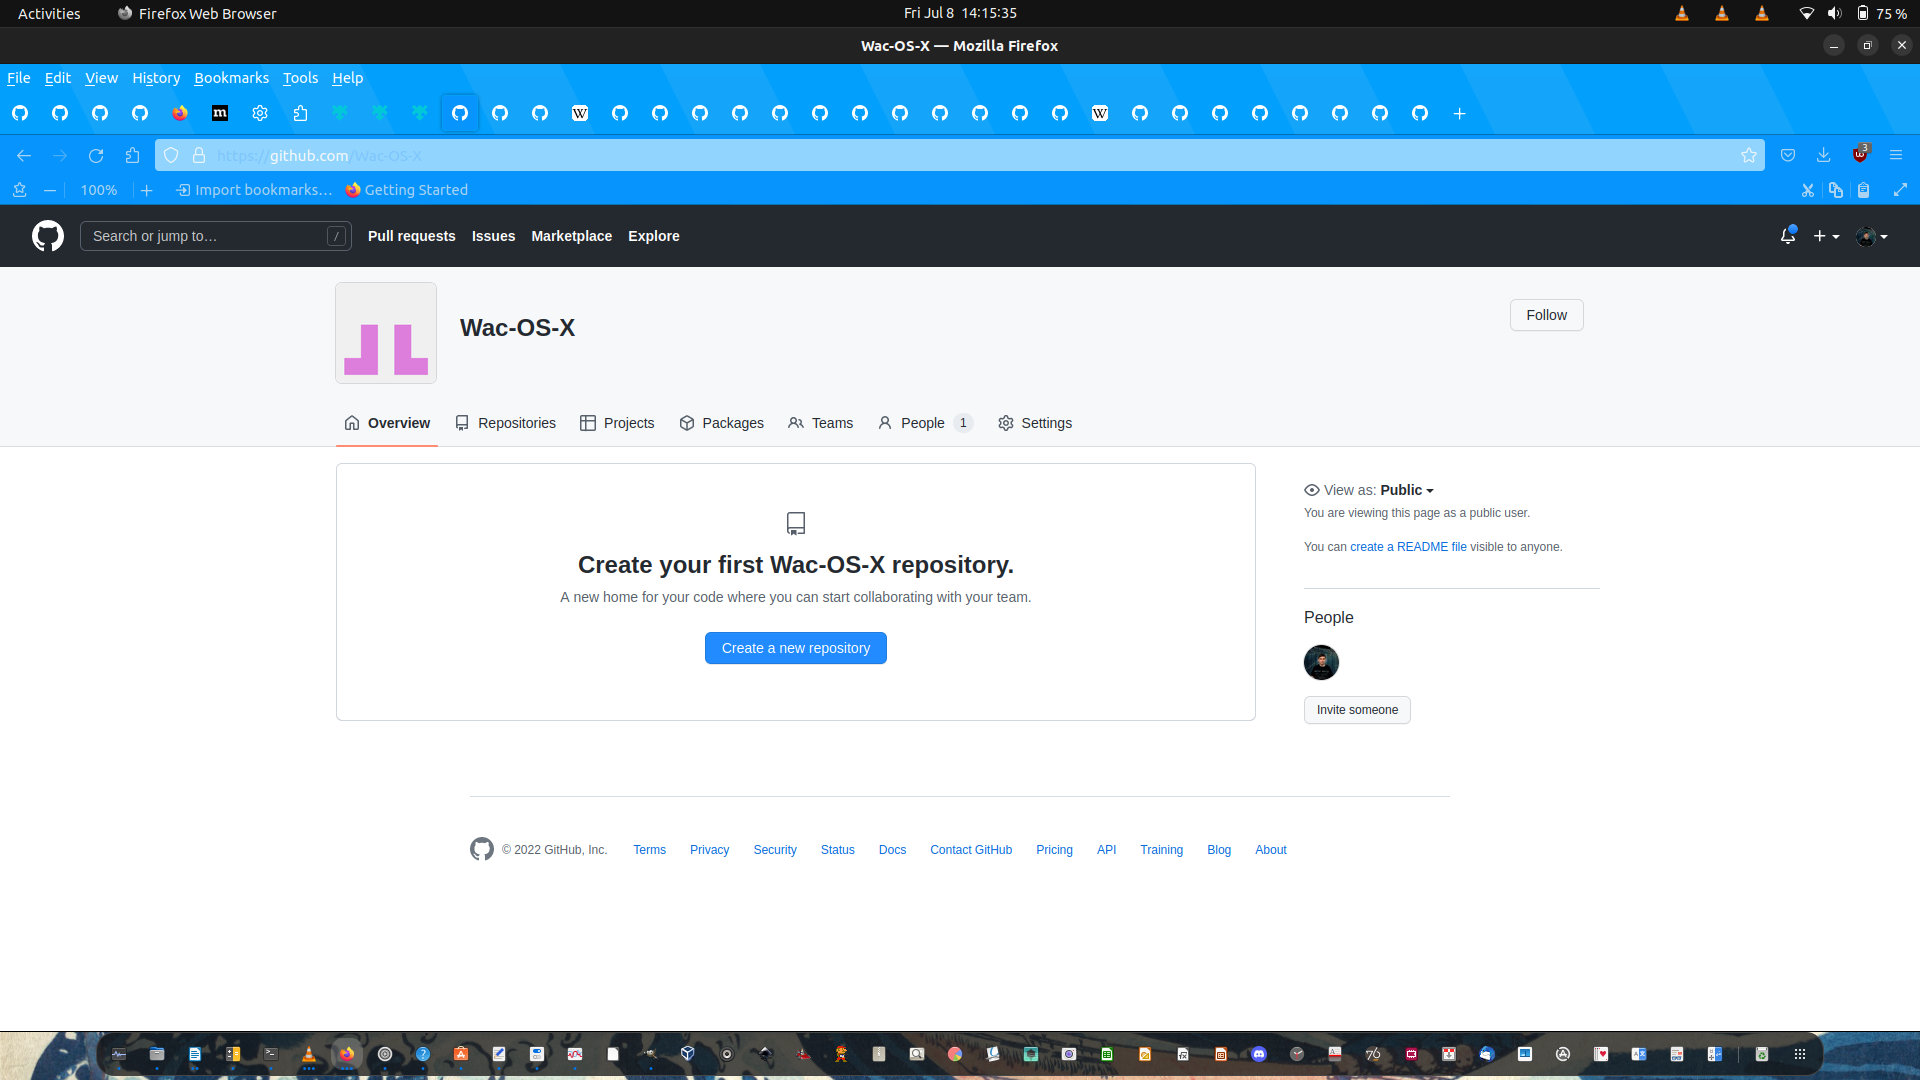 Activities Firefox Web Browser Fri Jul 8 14:15:35 75 %
Wac-OS-X — Mozilla Firefox
File Edit View History Bookmarks Tools Help
https://github.com/Wac-OS-X 3
100% Import bookmarks… Getting Started
Search or jump to… / Pull requests Issues Marketplace Explore
Wac-OS-X
Follow
Overview Repositories Projects Packages Teams People 1 Settings
View as: Public
You are viewing this page as a public user.
You can create a README file visible to anyone.
Create your first Wac-OS-X repository.
A new home for your code where you can start collaborating with your team.
Create a new repository
People
Invite someone
© 2022 GitHub, Inc. Terms Privacy Security Status Docs Contact GitHub Pricing API Training Blog About